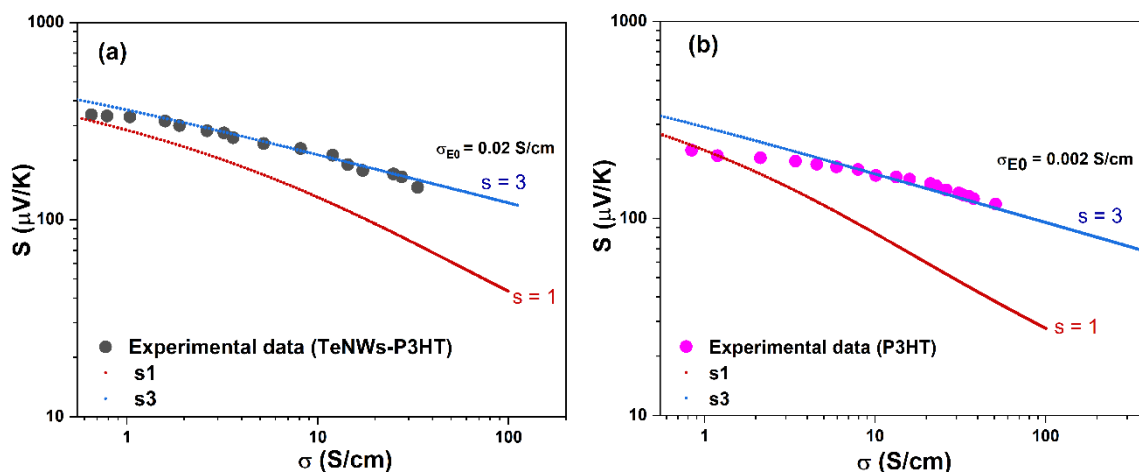 (a)
1000
100
10
S (μV/K)
σE0 = 0.02 S/cm
s = 3
s = 1
Experimental data (TeNWs-P3HT)
s1
s3
1
10
100
σ (S/cm)
(b)
1000
100
10
S (μV/K)
σE0 = 0.002 S/cm
s = 3
s = 1
Experimental data (P3HT)
s1
s3
1
10
100
σ (S/cm)